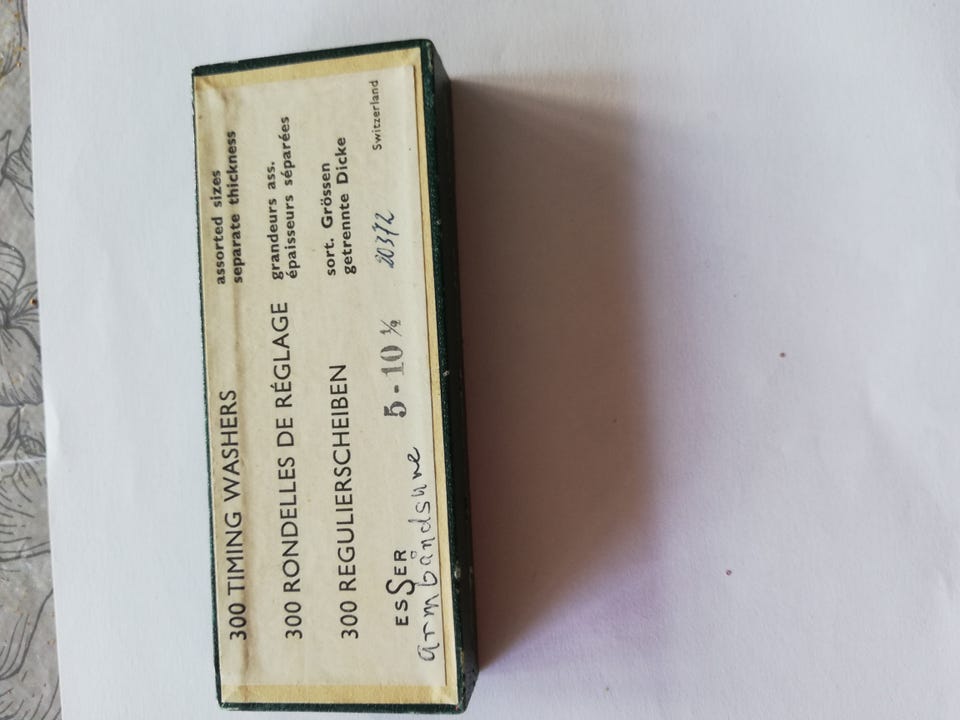 300 TIMING WASHERS assorted sizes
separate thickness
300 RONDELLES DE RÉGLAGE grandeurs ass.
épaisseurs séparées
300 REGULIERSCHEIBEN sort. Grössen
getrennte Dicke
ESSER 5 - 10 ½ 20372 Switzerland
armbåndsure